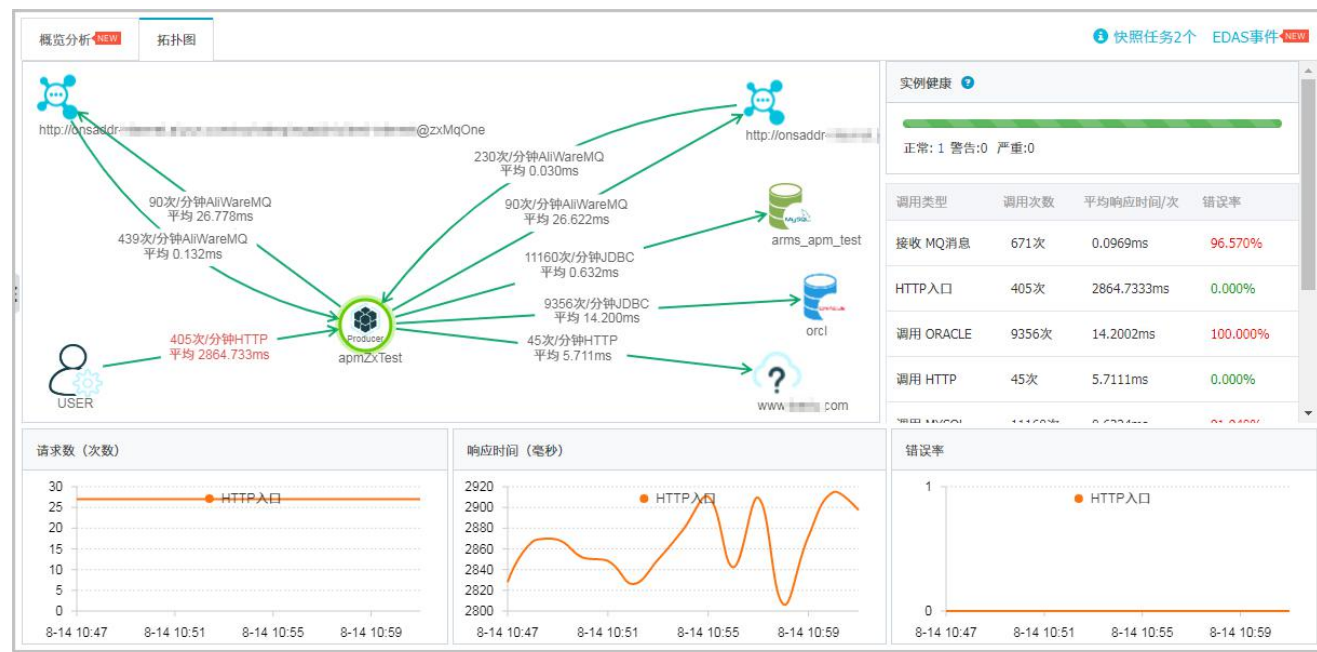 概览分析 NEW
拓扑图
快照任务2个 EDAS事件 NEW
http://onsaddr- @zxMqOne
http://onsaddr-
230次/分钟AliWareMQ
平均 0.030ms
90次/分钟AliWareMQ
平均 26.778ms
90次/分钟AliWareMQ
平均 26.622ms
439次/分钟AliWareMQ
平均 0.132ms
MySQL
arms_apm_test
11160次/分钟JDBC
平均 0.632ms
9356次/分钟JDBC
平均 14.200ms
ORACLE
orcl
405次/分钟HTTP
平均 2864.733ms
Producer
apmZxTest
45次/分钟HTTP
平均 5.711ms
USER
www. .com
实例健康
正常: 1 警告:0 严重:0
调用类型 调用次数 平均响应时间/次 错误率
接收 MQ消息 671次 0.0969ms 96.570%
HTTP入口 405次 2864.7333ms 0.000%
调用 ORACLE 9356次 14.2002ms 100.000%
调用 HTTP 45次 5.7111ms 0.000%
请求数（次数）
HTTP入口
30
25
20
15
10
5
0
8-14 10:47 8-14 10:51 8-14 10:55 8-14 10:59
响应时间（毫秒）
HTTP入口
2920
2900
2880
2860
2840
2820
2800
8-14 10:47 8-14 10:51 8-14 10:55 8-14 10:59
错误率
HTTP入口
1
0
8-14 10:47 8-14 10:51 8-14 10:55 8-14 10:59